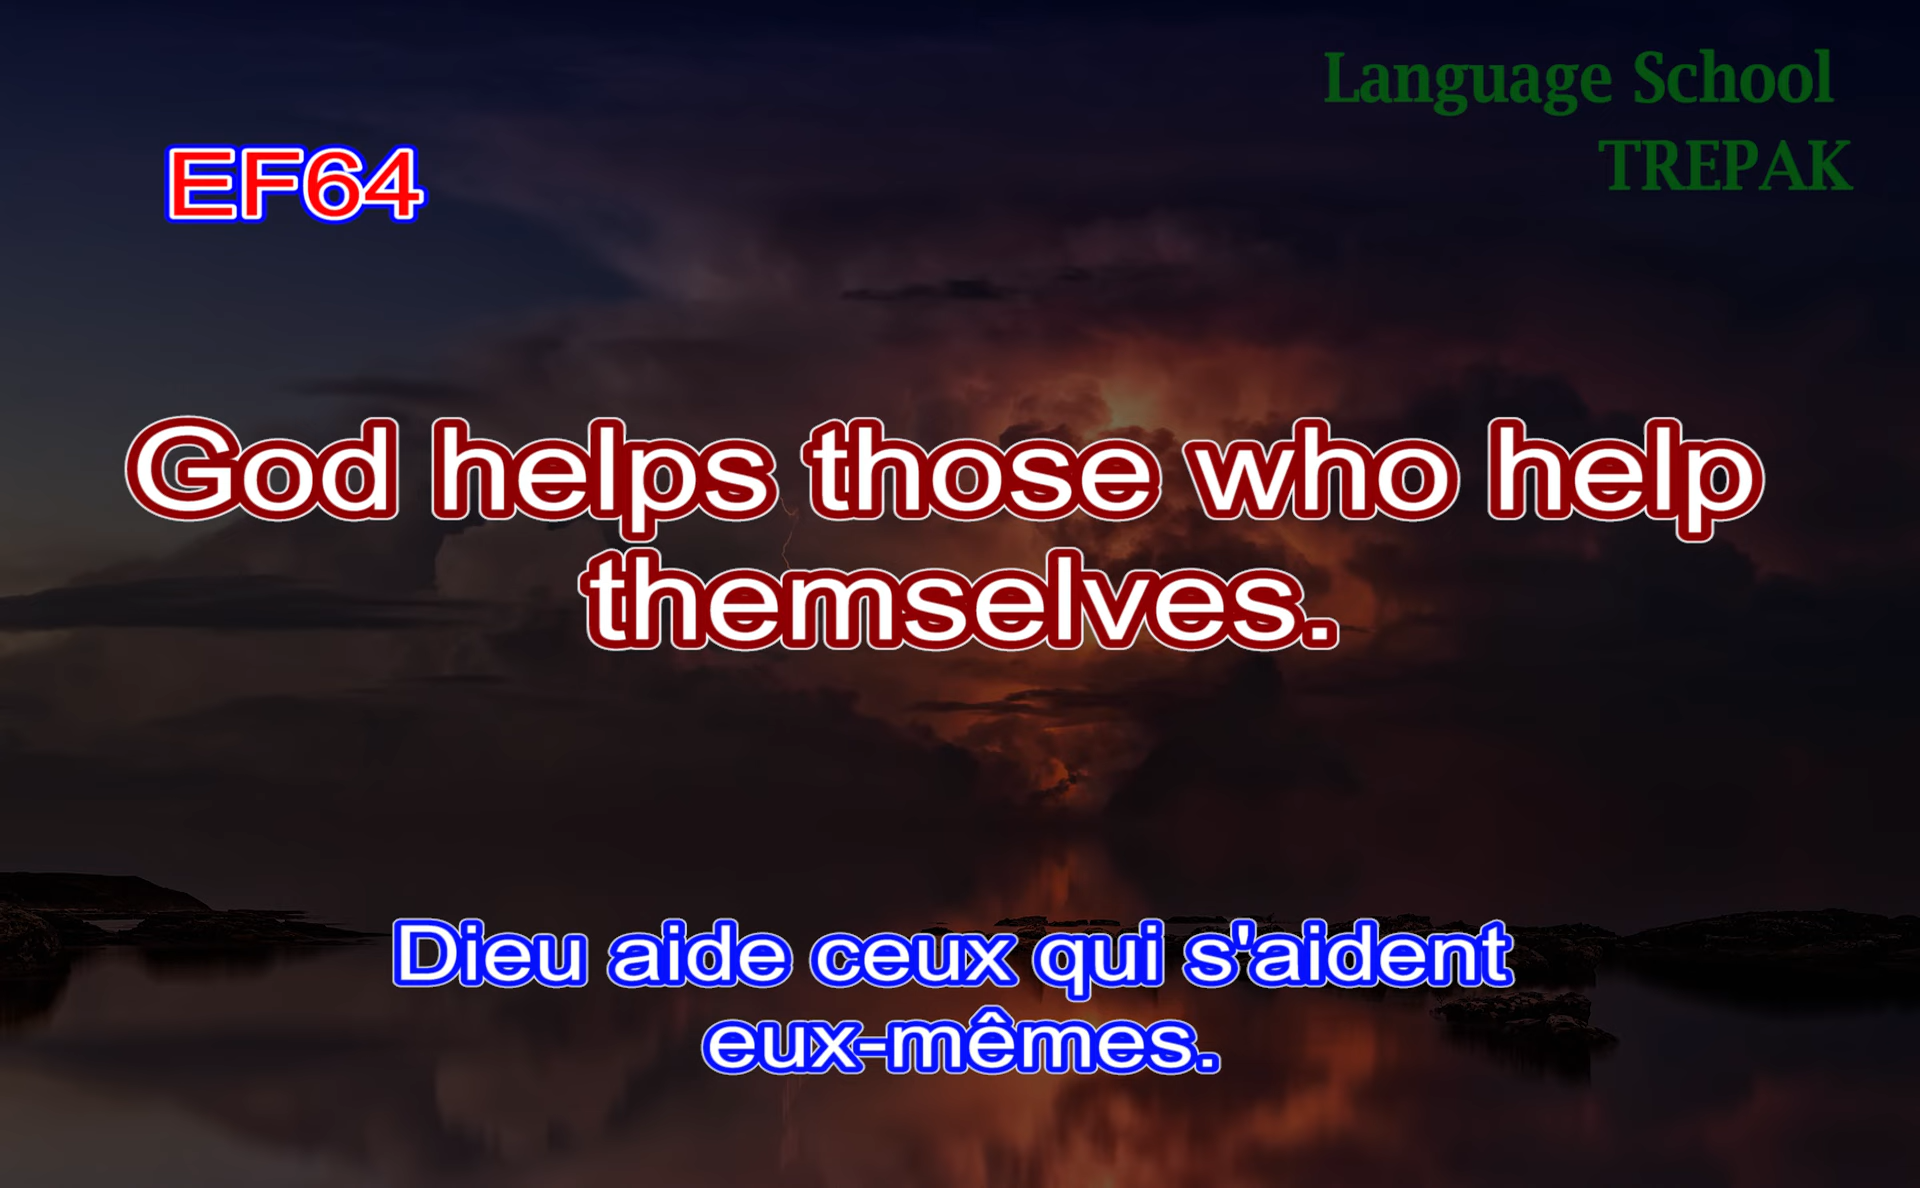 Language School
TREPAK
EF64
God helps those who help
themselves.
Dieu aide ceux qui s'aident
eux-mêmes.